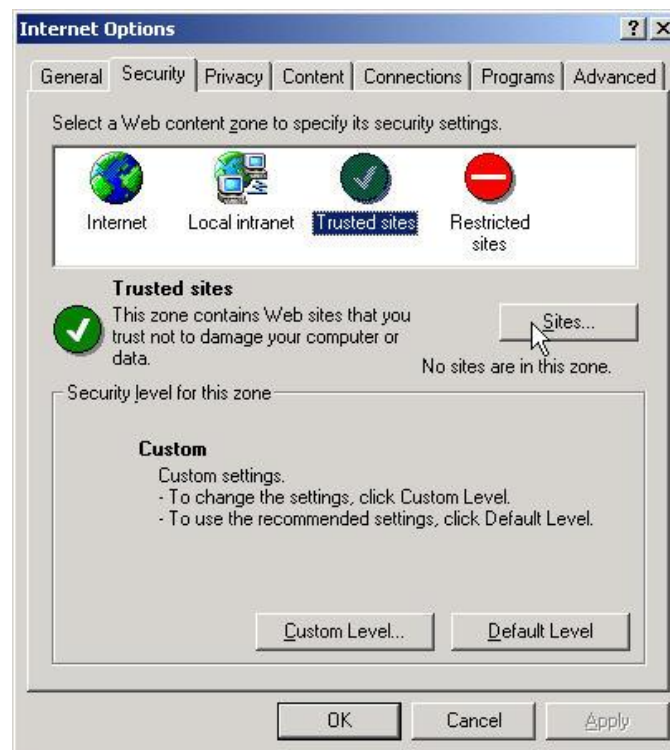 Internet Options
General Security Privacy Content Connections Programs Advanced
Select a Web content zone to specify its security settings.
Internet Local intranet Trusted sites Restricted
sites
Trusted sites
This zone contains Web sites that you
trust not to damage your computer or
data.
Sites...
No sites are in this zone.
Security level for this zone
Custom
Custom settings.
- To change the settings, click Custom Level.
- To use the recommended settings, click Default Level.
Custom Level... Default Level
OK Cancel Apply